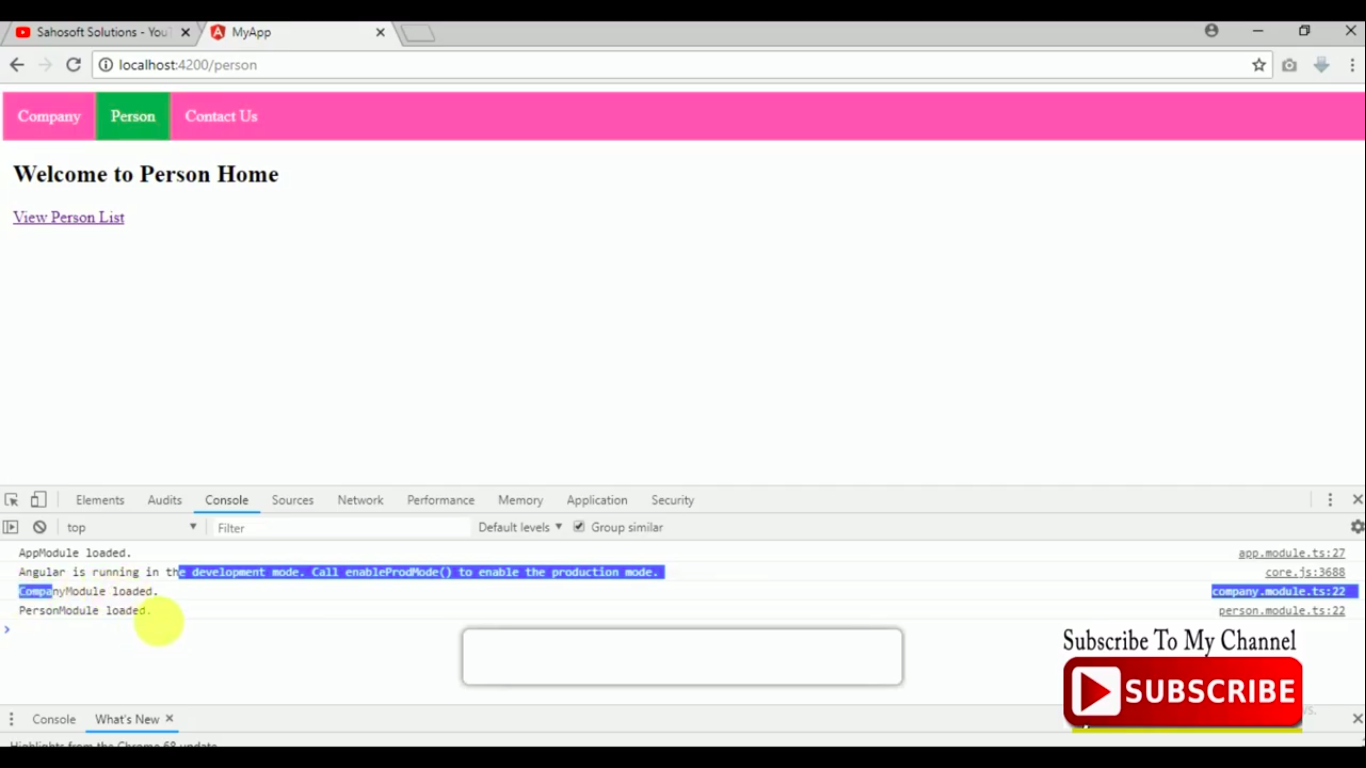 Sahosoft Solutions - You
MyApp
localhost:4200/person
Company Person Contact Us
Welcome to Person Home
View Person List
Elements Audits Console Sources Network Performance Memory Application Security
top Filter Default levels Group similar
AppModule loaded. app.module.ts:27
Angular is running in the development mode. Call enableProdMode() to enable the production mode. core.js:3688
CompanyModule loaded. company.module.ts:22
PersonModule loaded. person.module.ts:22
Subscribe To My Channel
SUBSCRIBE
Console What's New
Highlights from the Chrome 68 update